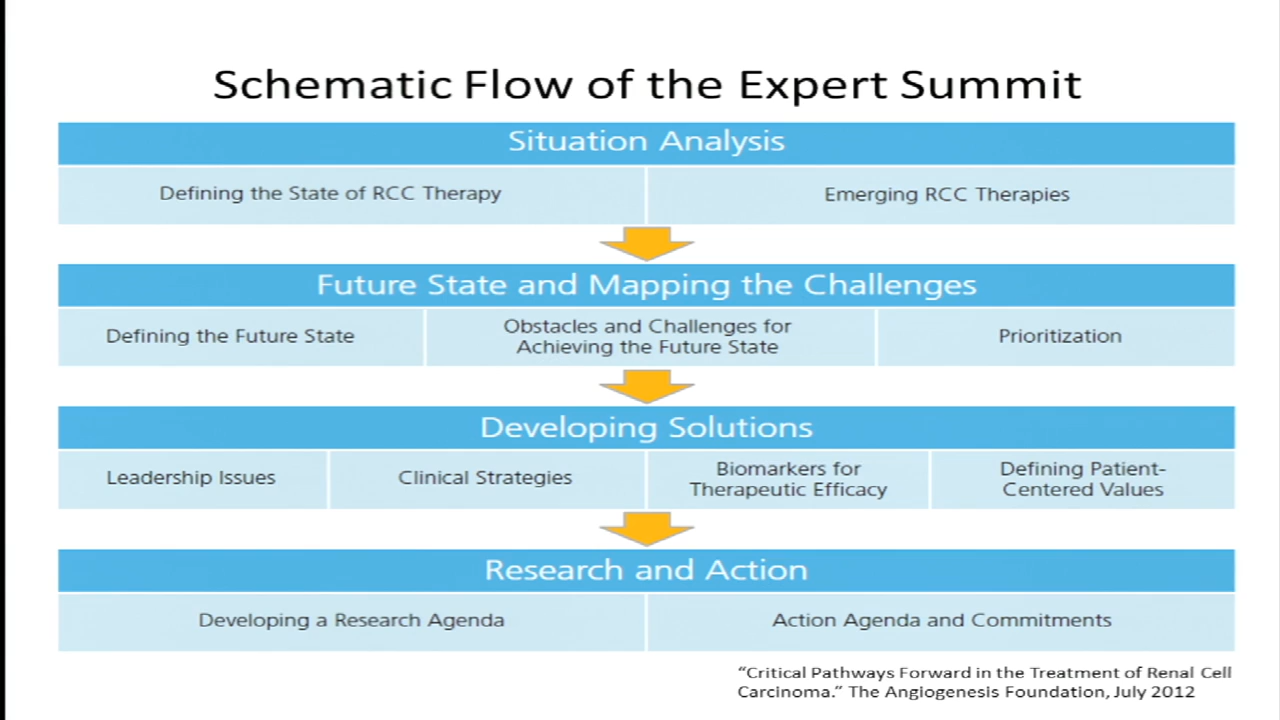 Schematic Flow of the Expert Summit
Situation Analysis
Defining the State of RCC Therapy
Emerging RCC Therapies
Future State and Mapping the Challenges
Defining the Future State
Obstacles and Challenges for
Achieving the Future State
Prioritization
Developing Solutions
Leadership Issues
Clinical Strategies
Biomarkers for
Therapeutic Efficacy
Defining Patient-
Centered Values
Research and Action
Developing a Research Agenda
Action Agenda and Commitments
“Critical Pathways Forward in the Treatment of Renal Cell
Carcinoma.” The Angiogenesis Foundation, July 2012